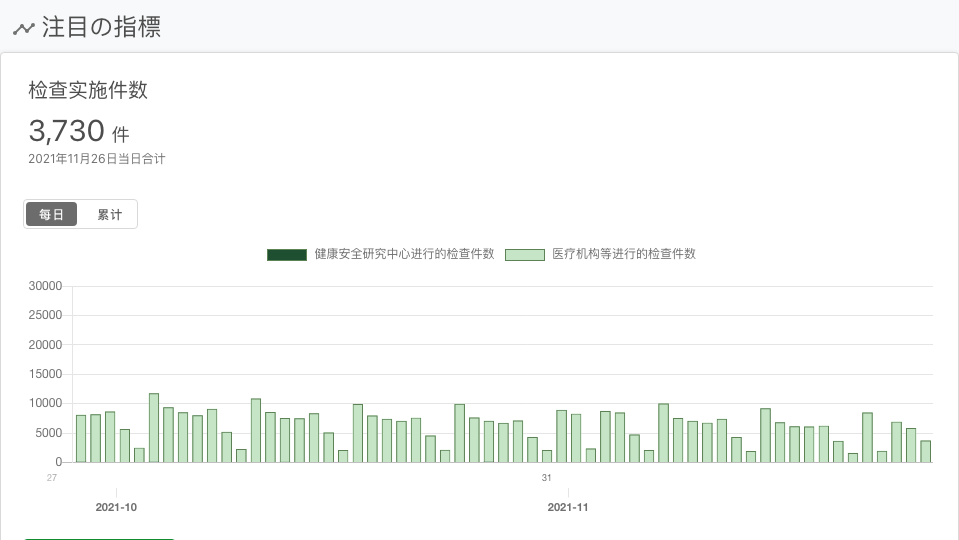 注目の指標
检查实施件数
3,730 件
2021年11月26日当日合计
每日 累计
健康安全研究中心进行的检查件数 医疗机构等进行的检查件数
30000
25000
20000
15000
10000
5000
0
27 31
2021-10 2021-11